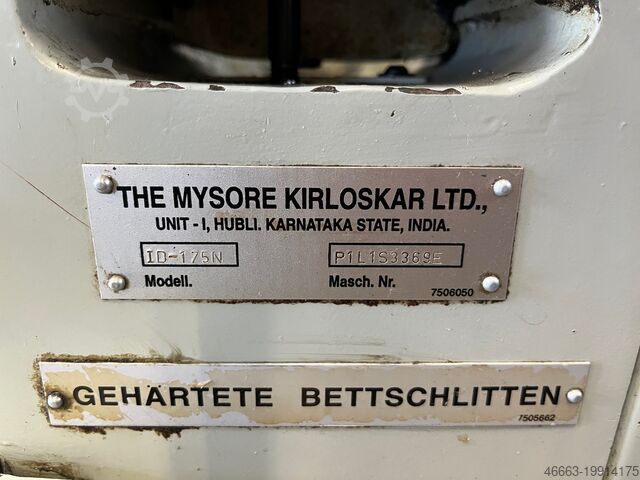 THE MYSORE KIRLOSKAR LTD.,
UNIT - I, HUBLI. KARNATAKA STATE, INDIA.
ID-175N P1L1S3369E
Modell. Masch. Nr. 7506050
GEHARTETE BETTSCHLITTEN
7505662
46663-19914175